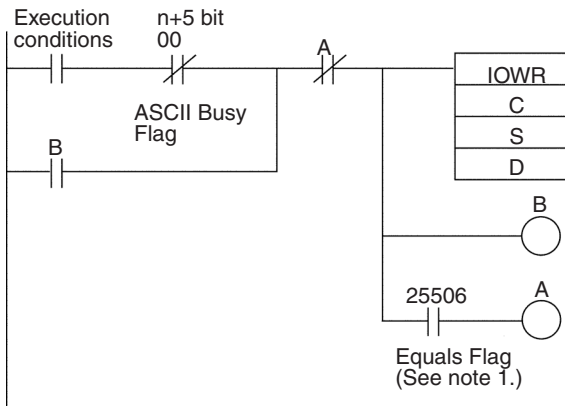 Execution
conditions
n+5 bit
00
A
IOWR
C
S
D
ASCII Busy
Flag
B
B
25506
A
Equals Flag
(See note 1.)